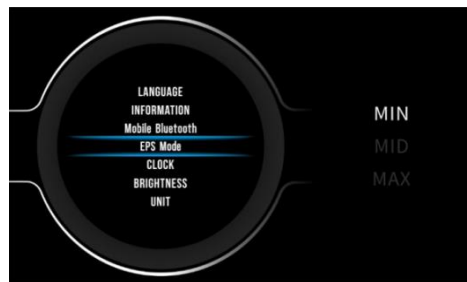 LANGUAGE
INFORMATION
Mobile Bluetooth
EPS Mode
CLOCK
BRIGHTNESS
UNIT
MIN
MID
MAX